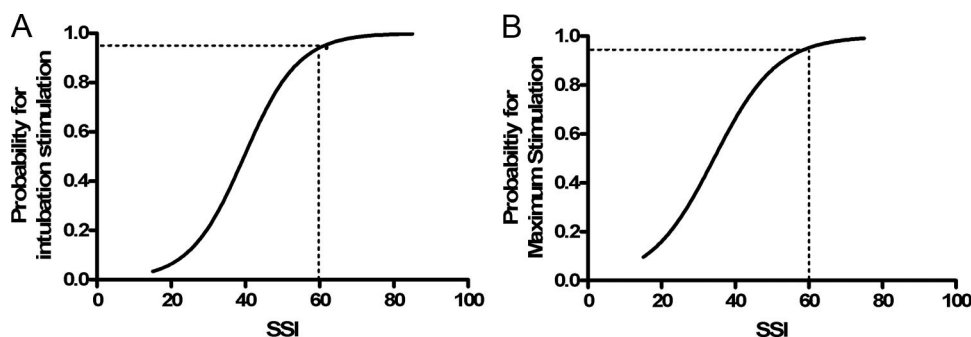 A
Probability for
intubation stimulation
1.0
0.8
0.6
0.4
0.2
0.0
0 20 40 60 80 100
SSI
B
Probabiltiy for
Maximum Stimulation
1.0
0.8
0.6
0.4
0.2
0.0
0 20 40 60 80 100
SSI